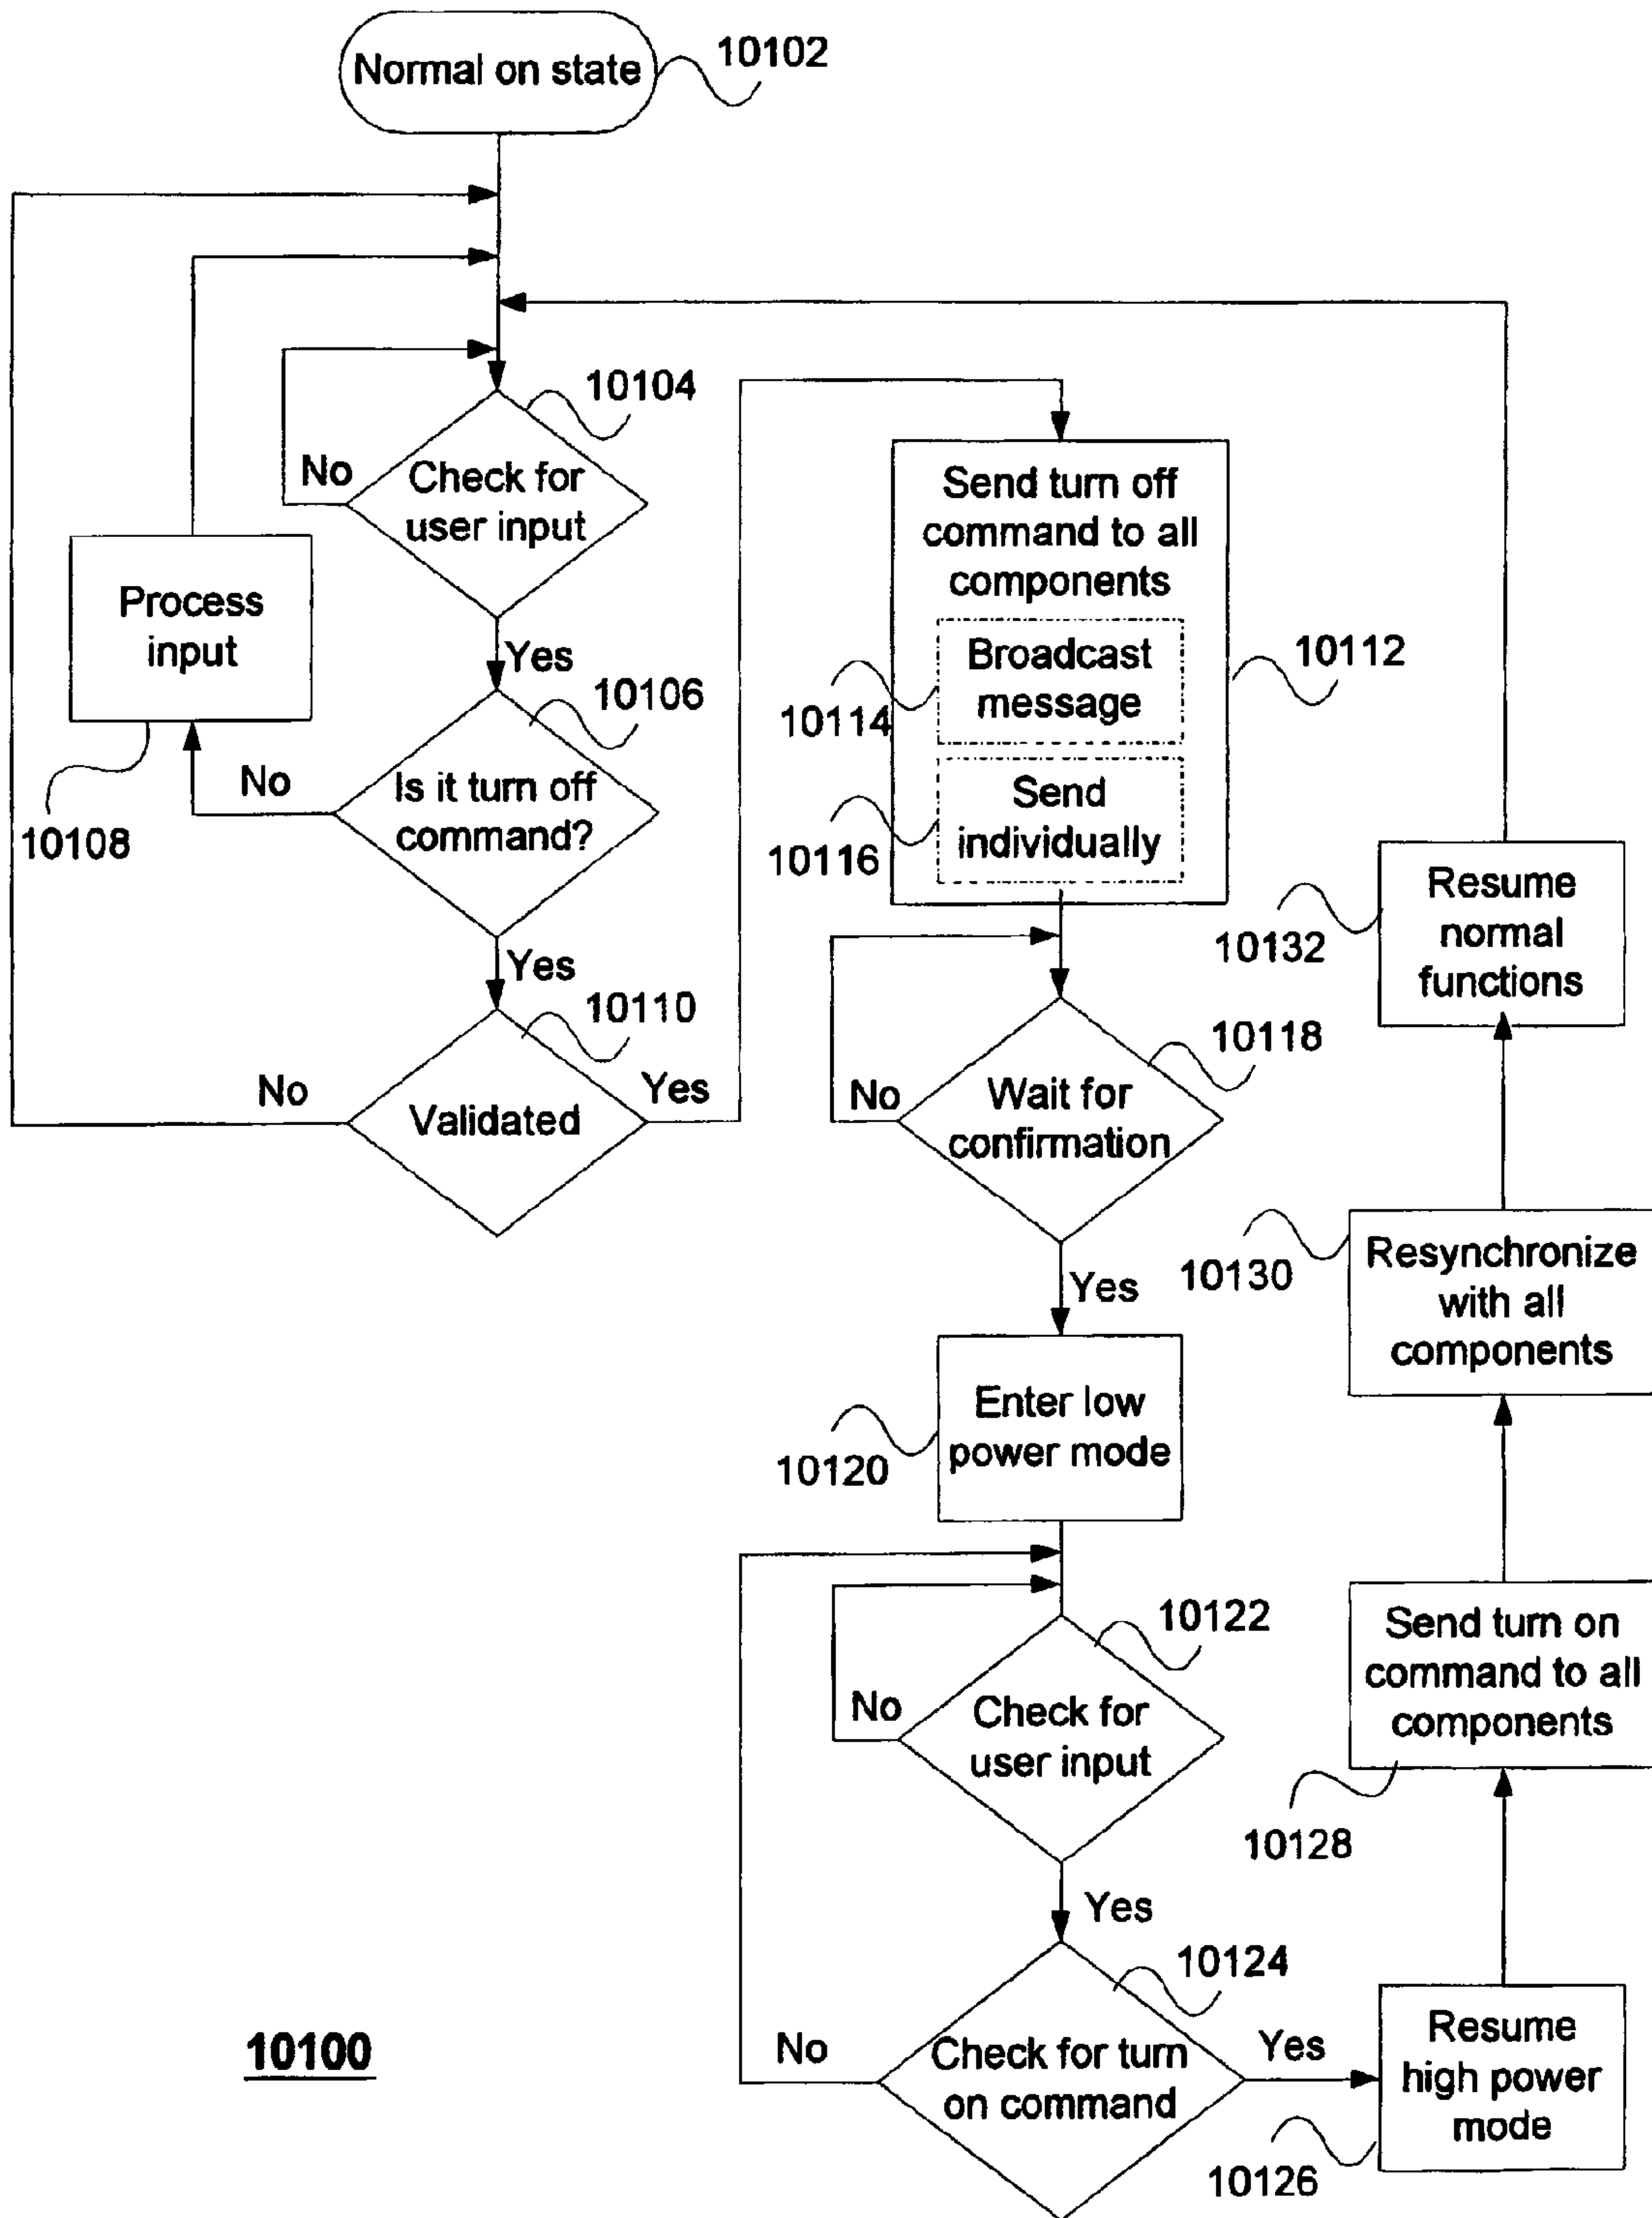 Normal on state
10102
10104
No
Check for
user input
Process
input
10108
Yes
10106
No
Is it turn off
command?
Yes
10110
No
Validated
Yes
Send turn off
command to all
components
Broadcast
message
10114
10112
Send
individually
10116
10118
No
Wait for
confirmation
Yes
Enter low
power mode
10120
10122
No
Check for
user input
Yes
10124
No
Check for turn
on command
Yes
Resume
high power
mode
10126
Send turn on
command to all
components
10128
Resynchronize
with all
components
10130
Resume
normal
functions
10132
10100